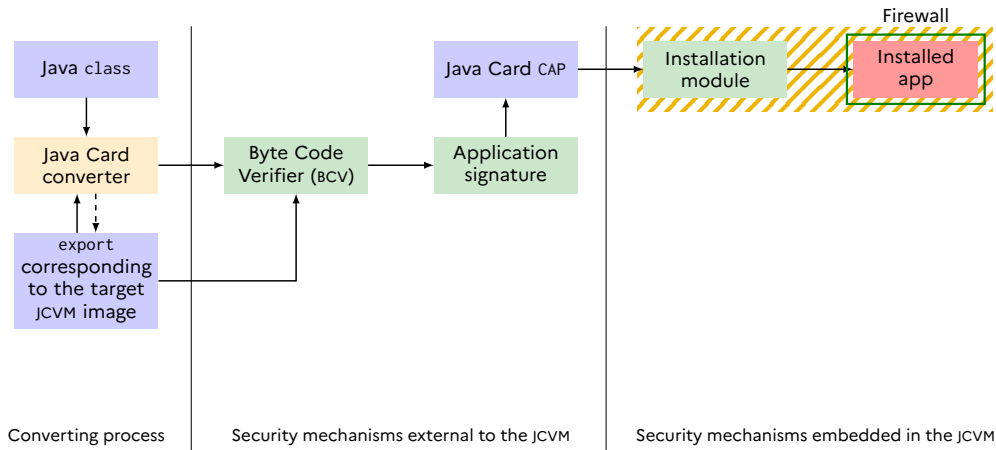 Firewall
Java class
Java Card CAP
Installation
module
Installed
app
Java Card
converter
Byte Code
Verifier (BCV)
Application
signature
export
corresponding
to the target
JCVM image
Converting process
Security mechanisms external to the JCVM
Security mechanisms embedded in the JCVM